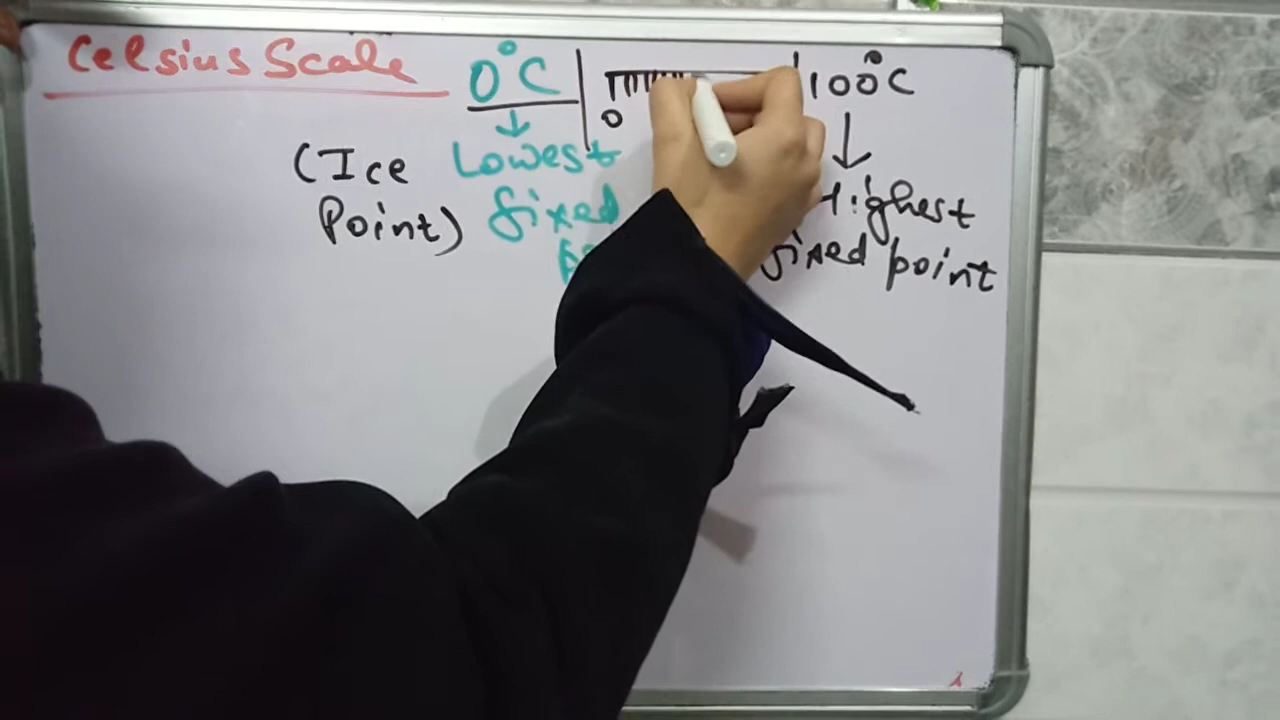 Celsius Scale 0°C 100°C
0
(Ice Lowest Highest
Point) fixed fixed point